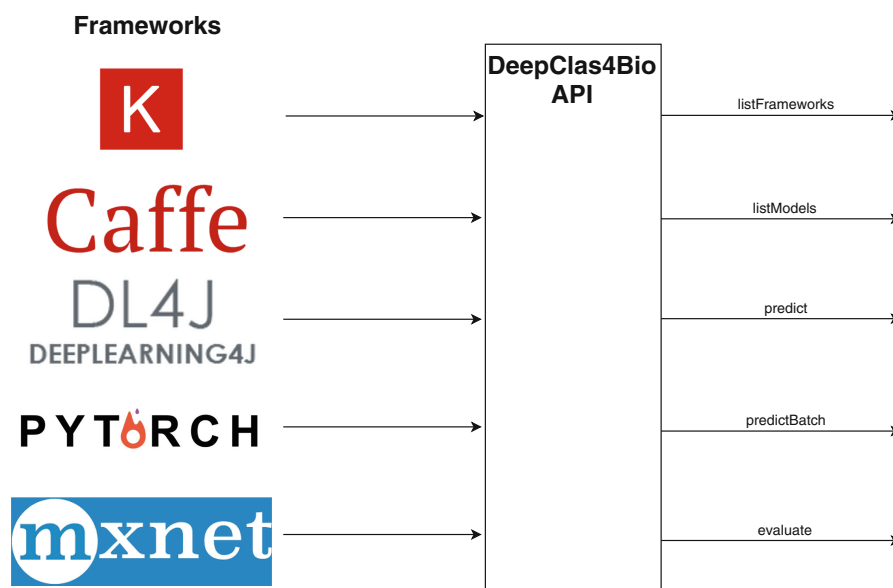 Frameworks
K
Caffe
DL4J
DEEPLEARNING4J
PYTORCH
mxnet
DeepClas4Bio
API
listFrameworks
listModels
predict
predictBatch
evaluate